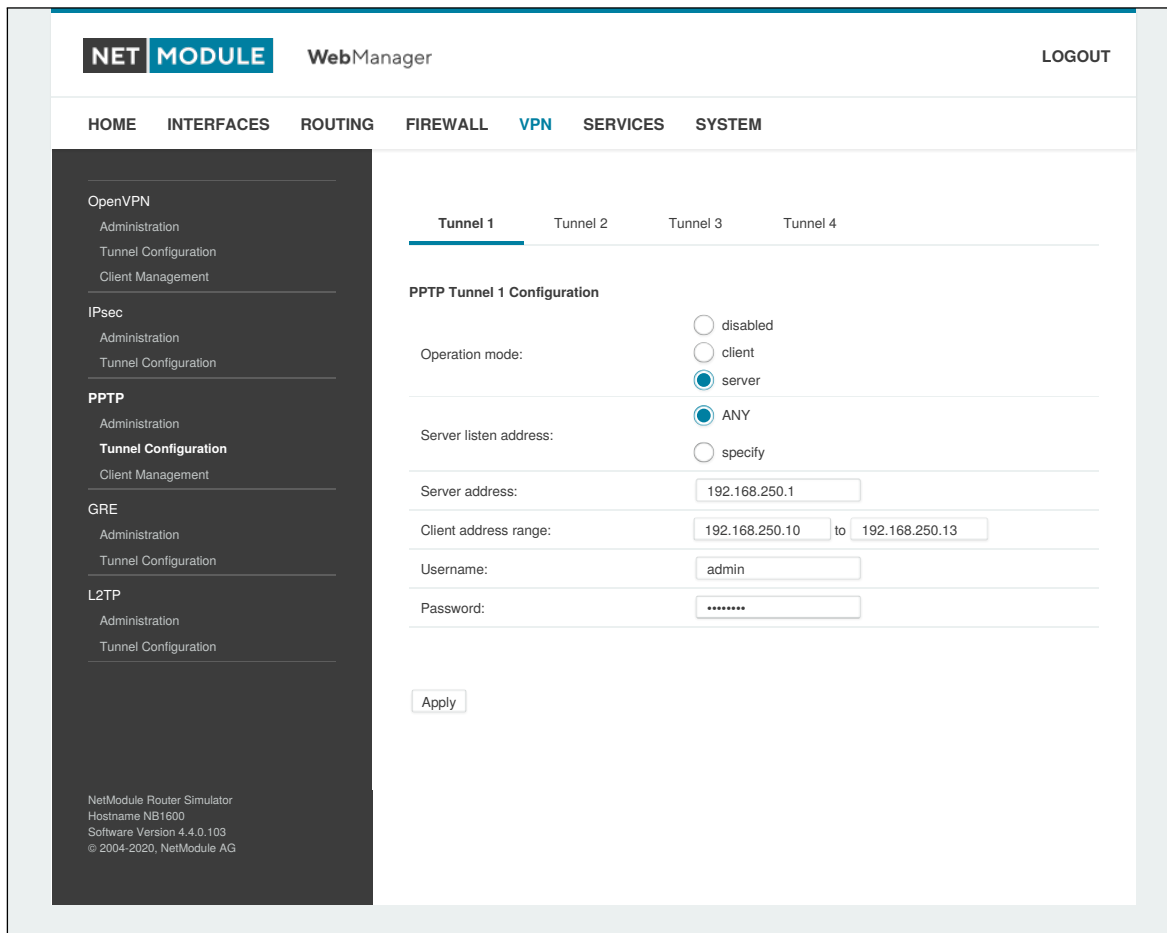 NET MODULE WebManager LOGOUT
HOME INTERFACES ROUTING FIREWALL VPN SERVICES SYSTEM
OpenVPN
Administration
Tunnel Configuration
Client Management
IPsec
Administration
Tunnel Configuration
PPTP
Administration
Tunnel Configuration
Client Management
GRE
Administration
Tunnel Configuration
L2TP
Administration
Tunnel Configuration
NetModule Router Simulator
Hostname NB1600
Software Version 4.4.0.103
© 2004-2020, NetModule AG
Tunnel 1 Tunnel 2 Tunnel 3 Tunnel 4
PPTP Tunnel 1 Configuration
Operation mode:
disabled
client
server
Server listen address:
ANY
specify
Server address: 192.168.250.1
Client address range: 192.168.250.10 to 192.168.250.13
Username: admin
Password: ••••••••
Apply